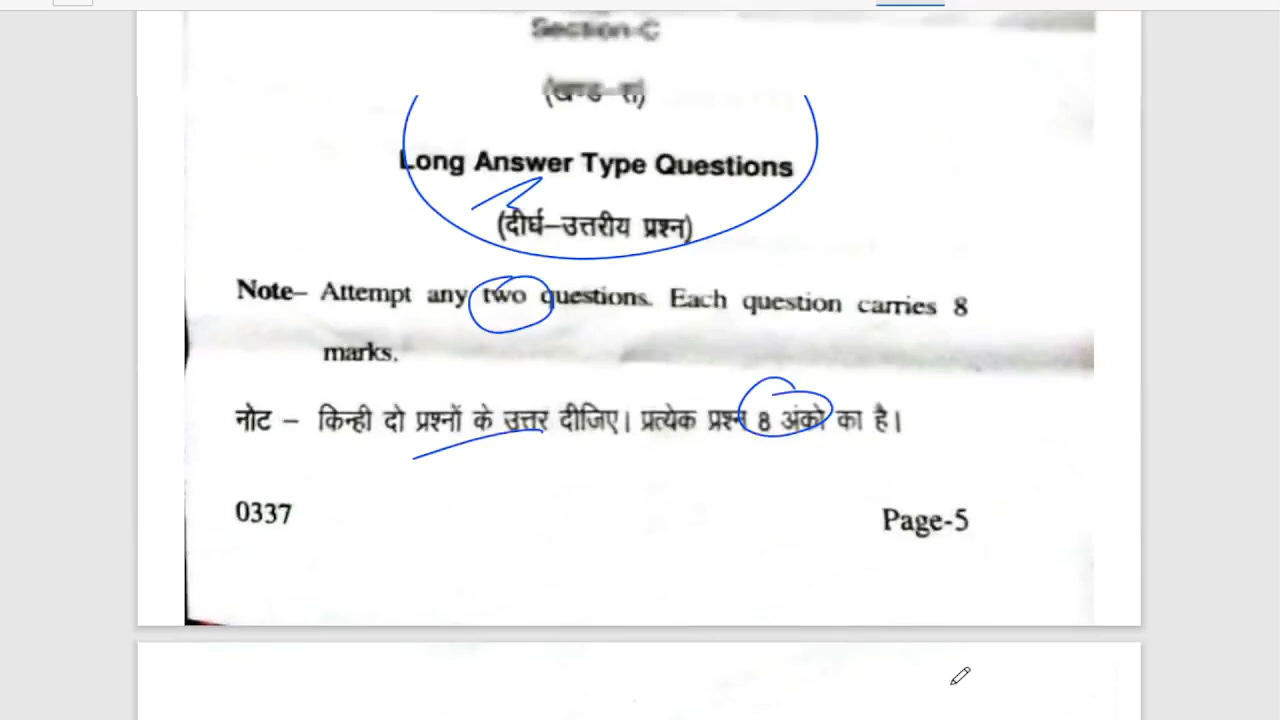 Section-C
(खण्ड-स)
Long Answer Type Questions
(दीर्घ-उत्तरीय प्रश्न)
Note– Attempt any two questions. Each question carries 8
marks.
नोट – किन्ही दो प्रश्नों के उत्तर दीजिए। प्रत्येक प्रश्न 8 अंको का है।
0337
Page-5